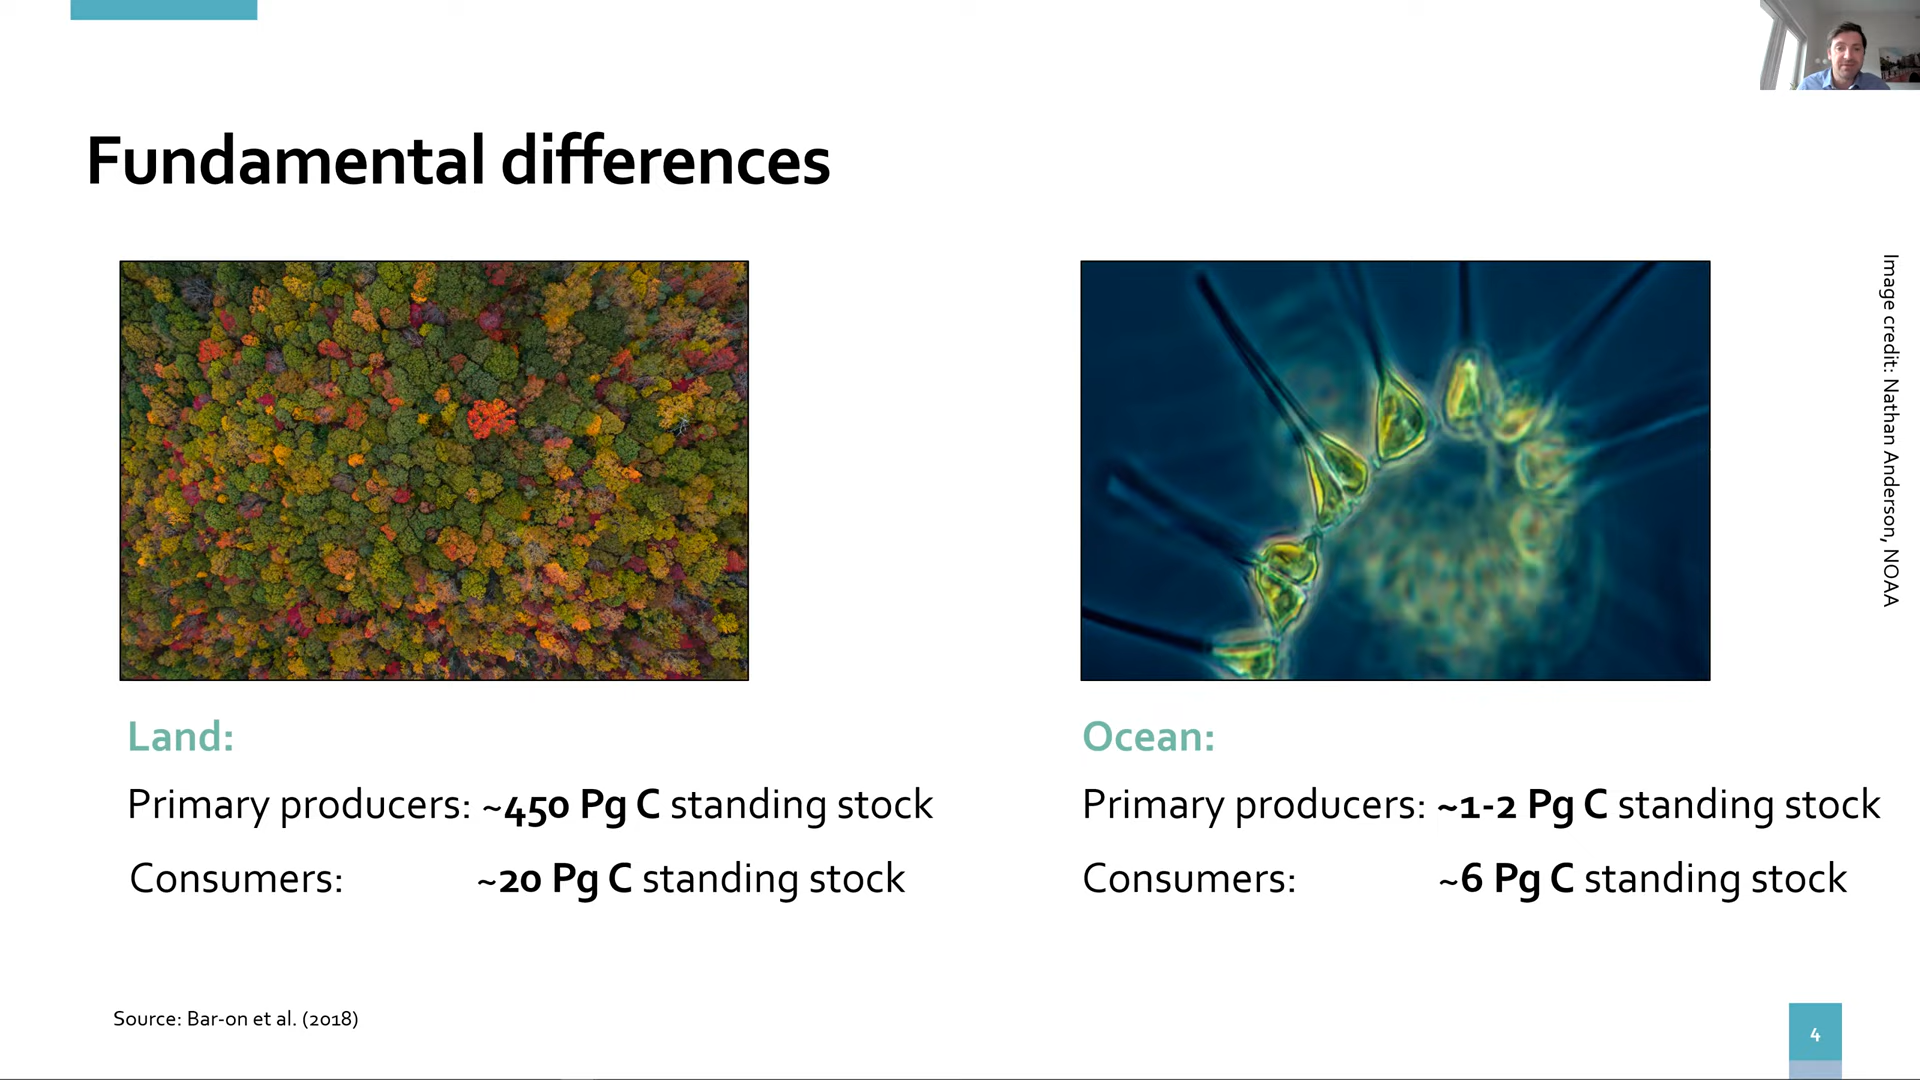 Fundamental differences
Image credit: Nathan Anderson, NOAA
Land:
Primary producers: ~450 Pg C standing stock
Consumers: ~20 Pg C standing stock
Ocean:
Primary producers: ~1-2 Pg C standing stock
Consumers: ~6 Pg C standing stock
Source: Bar-on et al. (2018)
4